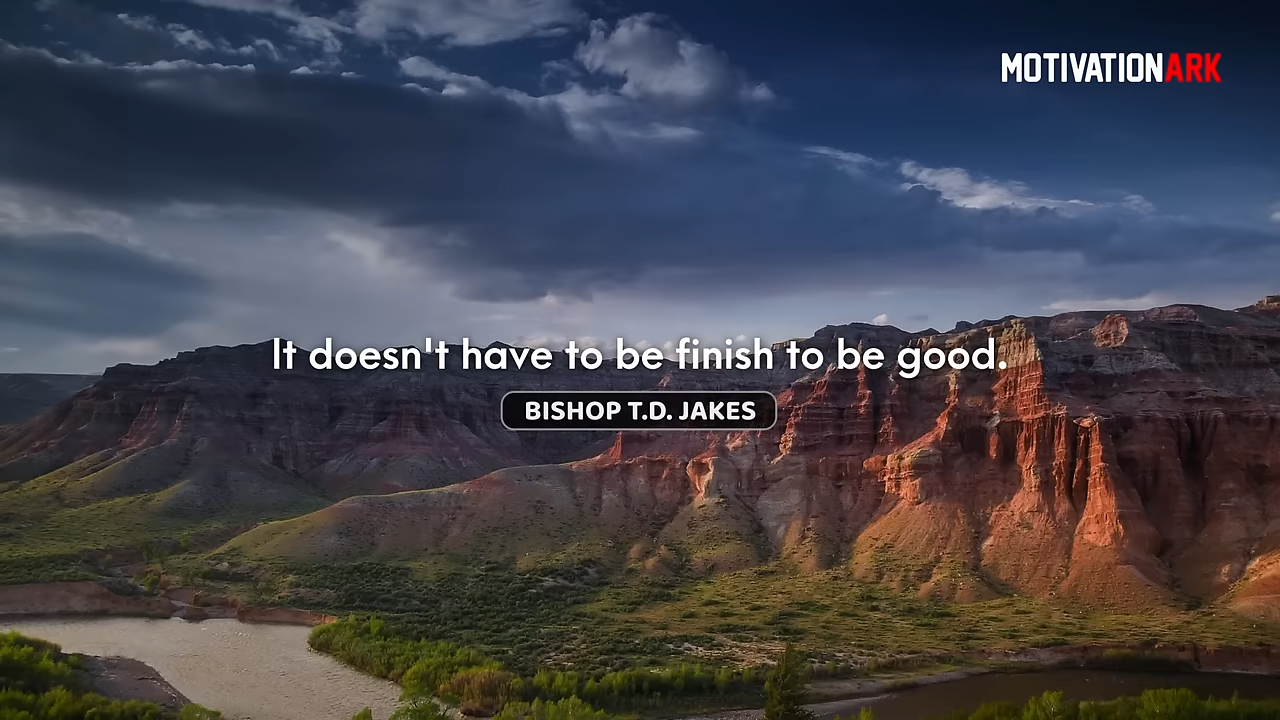 MOTIVATIONARK
It doesn't have to be finish to be good.
BISHOP T.D. JAKES